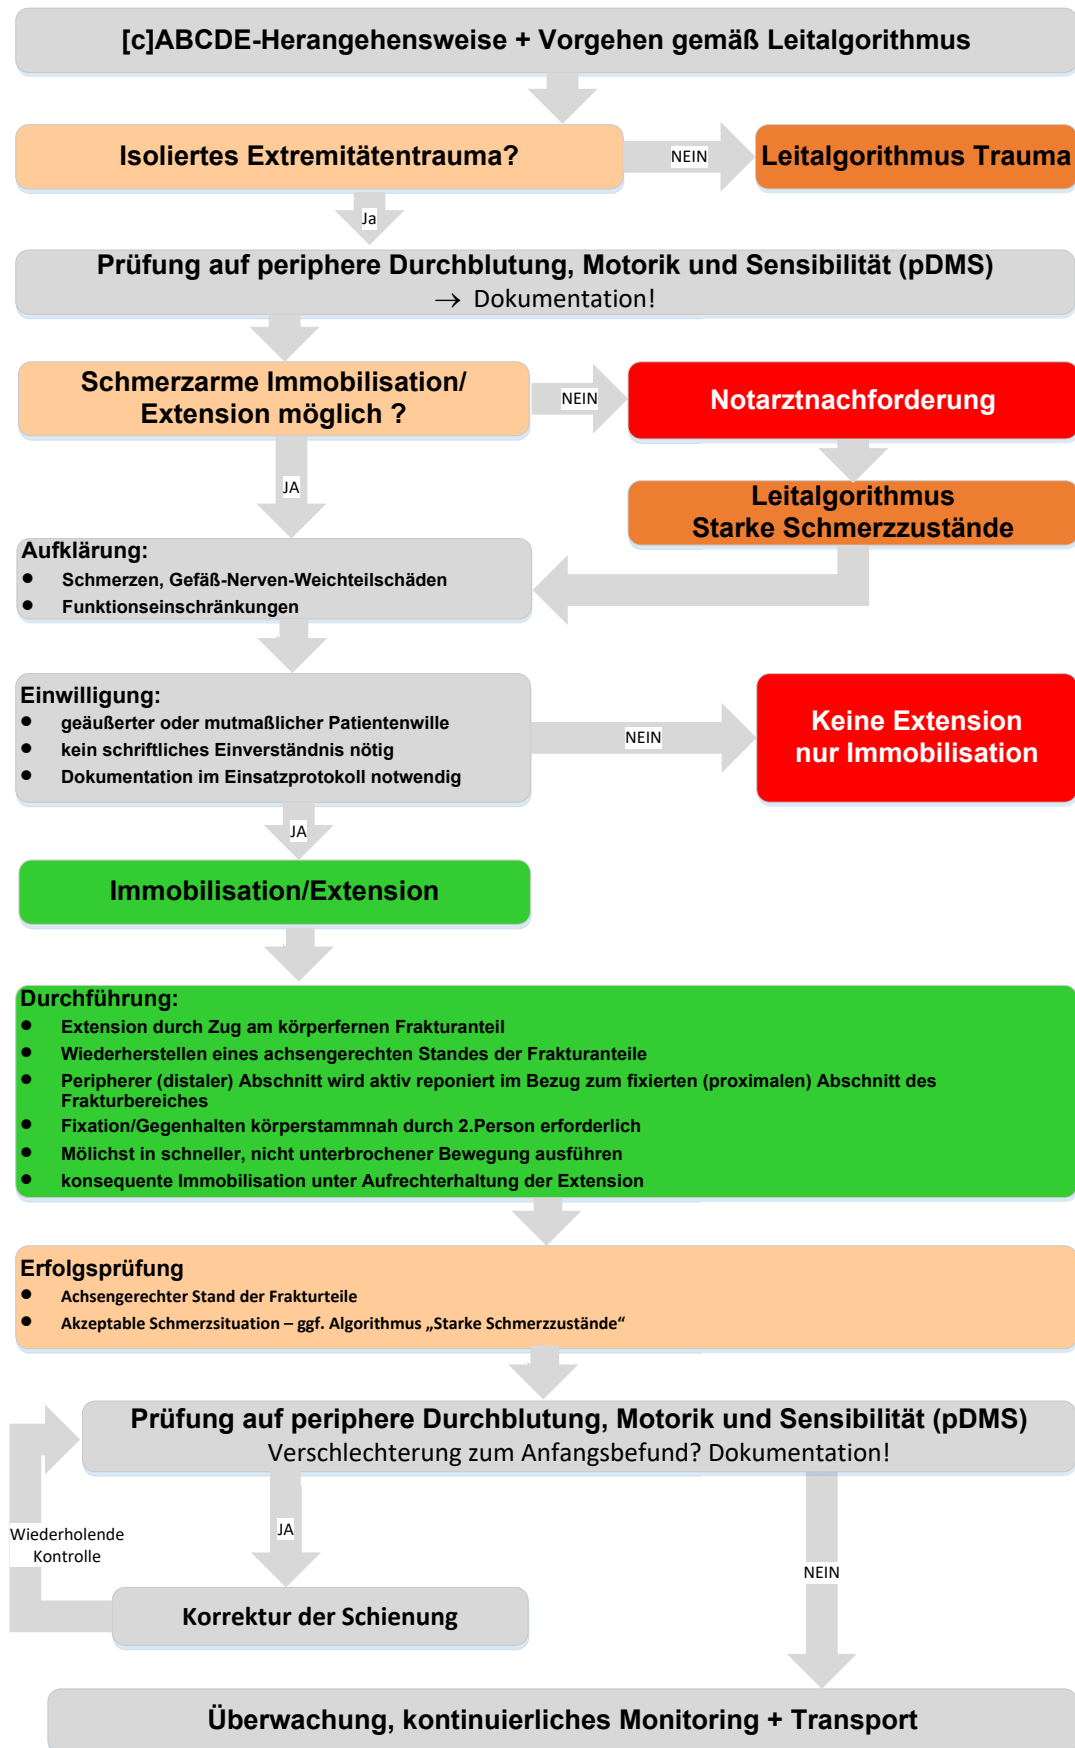 [c]ABCDE-Herangehensweise + Vorgehen gemäß Leitalgorithmus
Isoliertes Extremitätentrauma?
NEIN
Leitalgorithmus Trauma
Ja
Prüfung auf periphere Durchblutung, Motorik und Sensibilität (pDMS)
→ Dokumentation!
Schmerzarme Immobilisation/
Extension möglich ?
NEIN
Notarztnachforderung
JA
Leitalgorithmus
Starke Schmerzzustände
Aufklärung:
● Schmerzen, Gefäß-Nerven-Weichteilschäden
● Funktionseinschränkungen
Einwilligung:
● geäußerter oder mutmaßlicher Patientenwille
● kein schriftliches Einverständnis nötig
● Dokumentation im Einsatzprotokoll notwendig
NEIN
Keine Extension
nur Immobilisation
JA
Immobilisation/Extension
Durchführung:
● Extension durch Zug am körperfernen Frakturanteil
● Wiederherstellen eines achsengerechten Standes der Frakturanteile
● Peripherer (distaler) Abschnitt wird aktiv reponiert im Bezug zum fixierten (proximalen) Abschnitt des
Frakturbereiches
● Fixation/Gegenhalten körperstammnah durch 2.Person erforderlich
● Mölichst in schneller, nicht unterbrochener Bewegung ausführen
● konsequente Immobilisation unter Aufrechterhaltung der Extension
Erfolgsprüfung
● Achsengerechter Stand der Frakturteile
● Akzeptable Schmerzsituation – ggf. Algorithmus „Starke Schmerzzustände“
Prüfung auf periphere Durchblutung, Motorik und Sensibilität (pDMS)
Verschlechterung zum Anfangsbefund? Dokumentation!
JA
Wiederholende
Kontrolle
NEIN
Korrektur der Schienung
Überwachung, kontinuierliches Monitoring + Transport